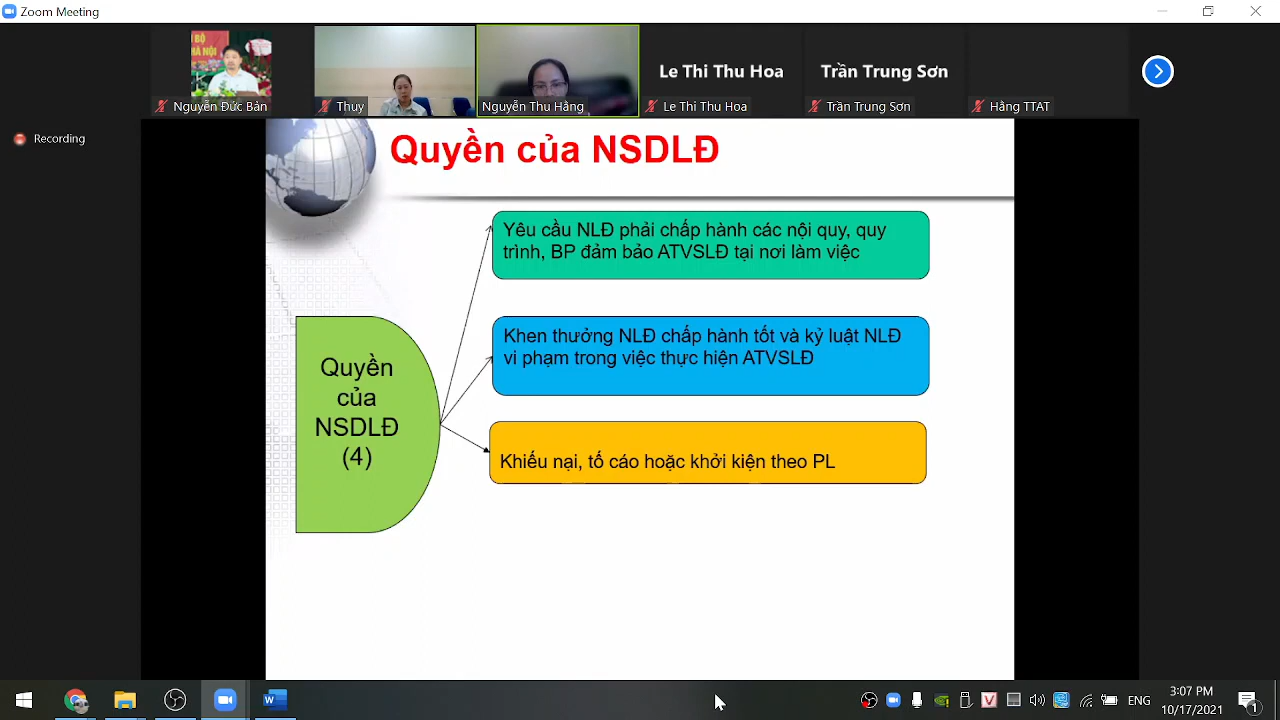 Zoom Meeting
BỘ
HÀ NỘI
Le Thi Thu Hoa
Trần Trung Sơn
Nguyễn Đức Bản
Thuy
Nguyễn Thu Hằng
Le Thi Thu Hoa
Trần Trung Sơn
Hằng TTAT
Recording
Quyền của NSDLĐ
Yêu cầu NLĐ phải chấp hành các nội quy, quy
trình, BP đảm bảo ATVSLĐ tại nơi làm việc
Khen thưởng NLĐ chấp hành tốt và kỷ luật NLĐ
vi phạm trong việc thực hiện ATVSLĐ
Quyền
của
NSDLĐ
(4)
Khiếu nại, tố cáo hoặc khởi kiện theo PL
ENG
3:07 PM
10/17/2021